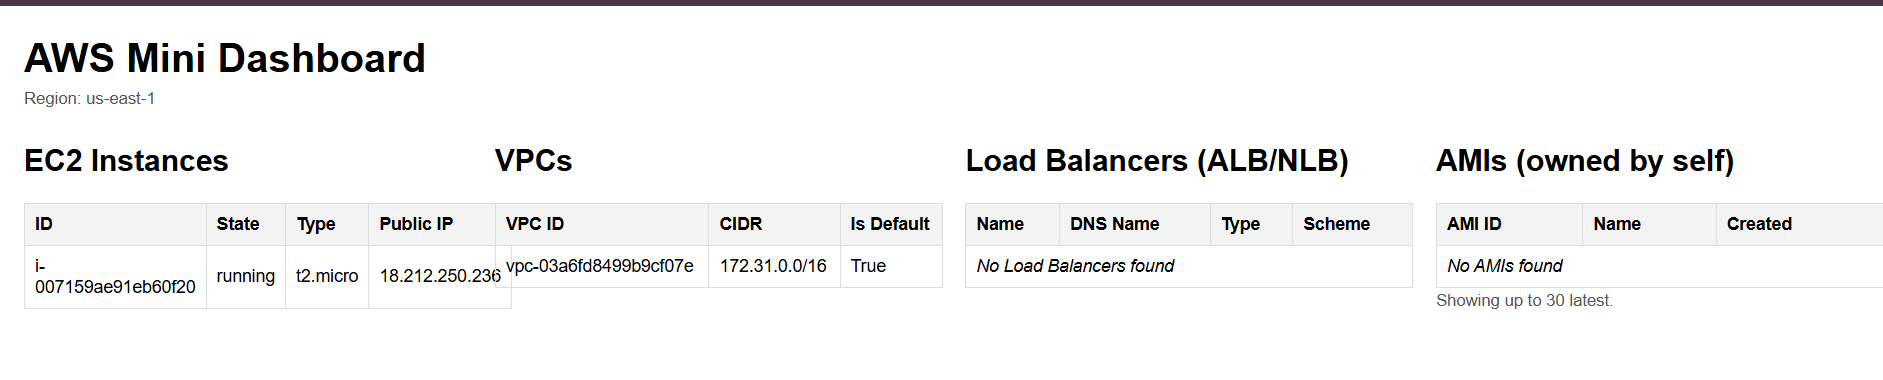 AWS Mini Dashboard
Region: us-east-1
EC2 Instances
ID State Type Public IP
i-
007159ae91eb60f20 running t2.micro 18.212.250.236
VPCs
VPC ID CIDR Is Default
vpc-03a6fd8499b9cf07e 172.31.0.0/16 True
Load Balancers (ALB/NLB)
Name DNS Name Type Scheme
No Load Balancers found
AMIs (owned by self)
AMI ID Name Created
No AMIs found
Showing up to 30 latest.